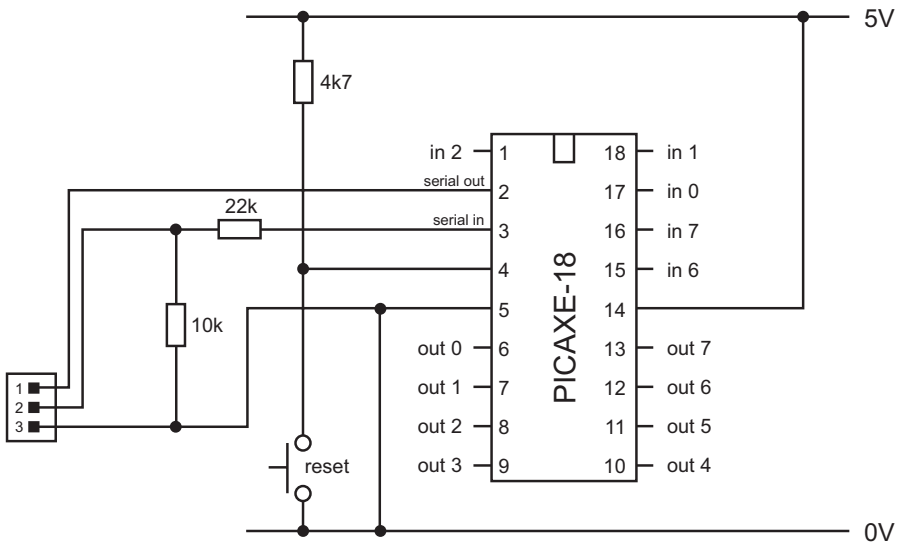 5V
4k7
in 2
1
18
in 1
serial out
2
17
in 0
22k
serial in
3
16
in 7
4
15
in 6
5
14
10k
PICAXE-18
out 0
6
13
out 7
1
out 1
7
12
out 6
2
3
out 2
8
11
out 5
reset
out 3
9
10
out 4
0V